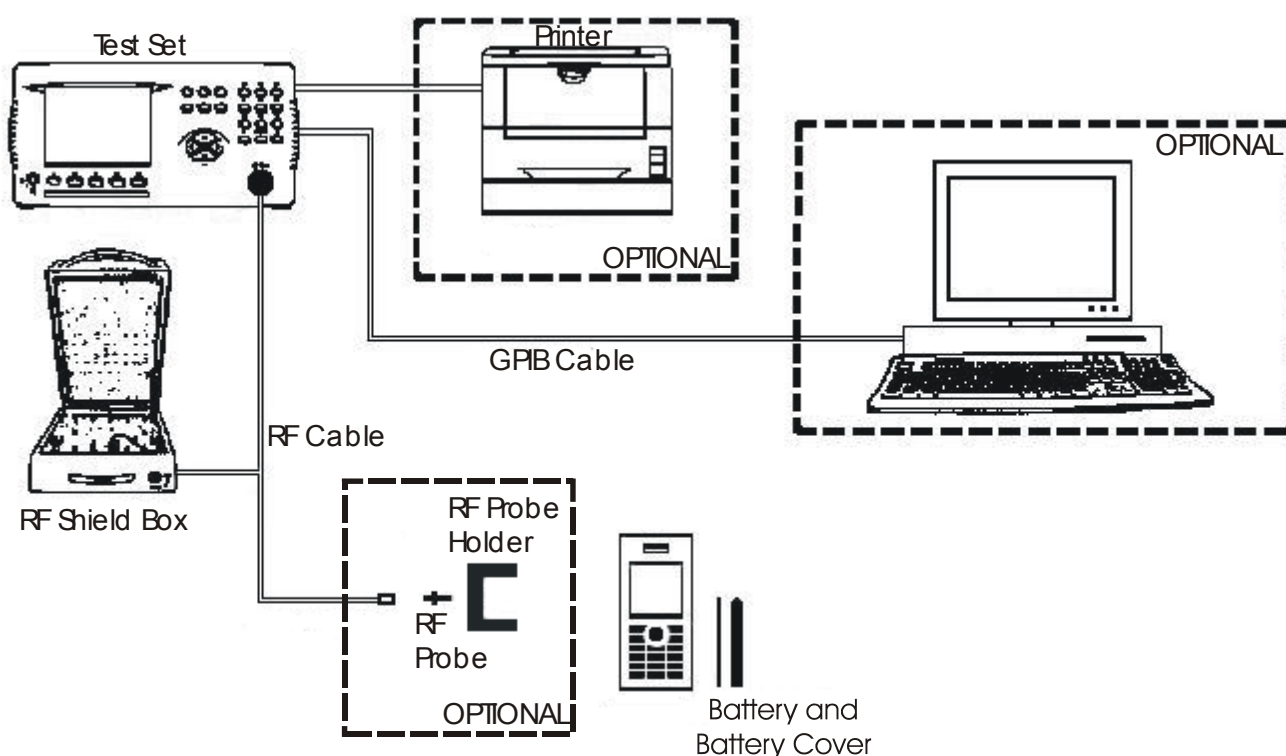 Test Set
Printer
OPTIONAL
OPTIONAL
GPIB Cable
RF Cable
RF Shield Box
RF Probe
Holder
RF
Probe
OPTIONAL
Battery and
Battery Cover